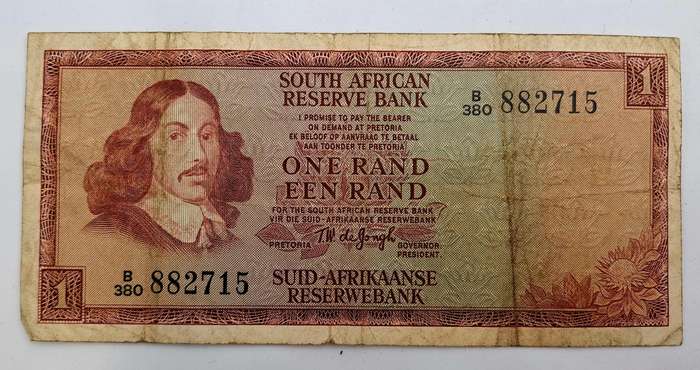 SOUTH AFRICAN
RESERVE BANK
B/380 882715
1
I PROMISE TO PAY THE BEARER
ON DEMAND AT PRETORIA
EK BELOOF OP AANVRAAG TE BETAAL
AAN TOONDER TE PRETORIA
ONE RAND
EEN RAND
FOR THE SOUTH AFRICAN RESERVE BANK
VIR DIE SUID-AFRIKAANSE RESERWEBANK
PRETORIA T.W. de Jongh GOVERNOR
PRESIDENT.
B/380 882715
1
SUID-AFRIKAANSE
RESERWEBANK